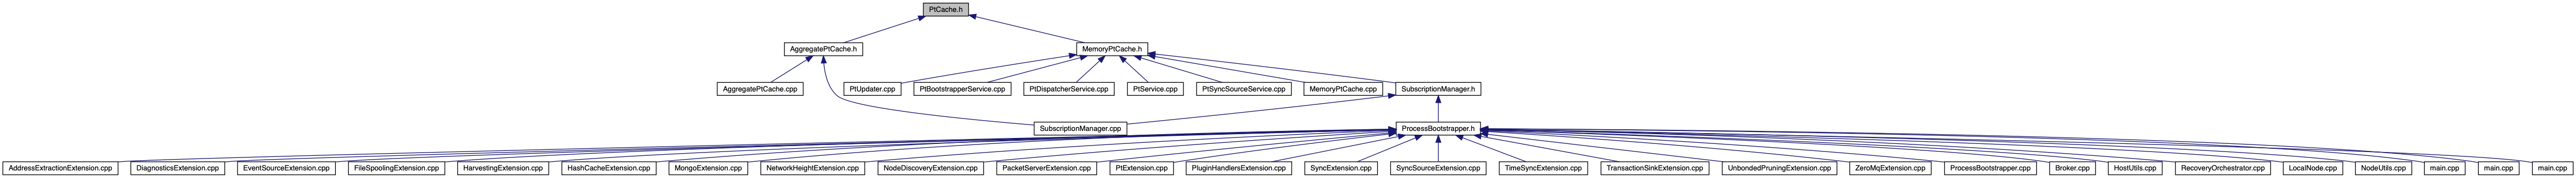 PtCache.h
AggregatePtCache.h
MemoryPtCache.h
AggregatePtCache.cpp
PtUpdater.cpp
PtBootstrapperService.cpp
PtDispatcherService.cpp
PtService.cpp
PtSyncSourceService.cpp
MemoryPtCache.cpp
SubscriptionManager.h
SubscriptionManager.cpp
ProcessBootstrapper.h
AddressExtractionExtension.cpp
DiagnosticsExtension.cpp
EventSourceExtension.cpp
FileSpoolingExtension.cpp
HarvestingExtension.cpp
HashCacheExtension.cpp
MongoExtension.cpp
NetworkHeightExtension.cpp
NodeDiscoveryExtension.cpp
PacketServerExtension.cpp
PtExtension.cpp
PluginHandlersExtension.cpp
SyncExtension.cpp
SyncSourceExtension.cpp
TimeSyncExtension.cpp
TransactionSinkExtension.cpp
UnbondedPruningExtension.cpp
ZeroMqExtension.cpp
ProcessBootstrapper.cpp
Broker.cpp
HostUtils.cpp
RecoveryOrchestrator.cpp
LocalNode.cpp
NodeUtils.cpp
main.cpp
main.cpp
main.cpp